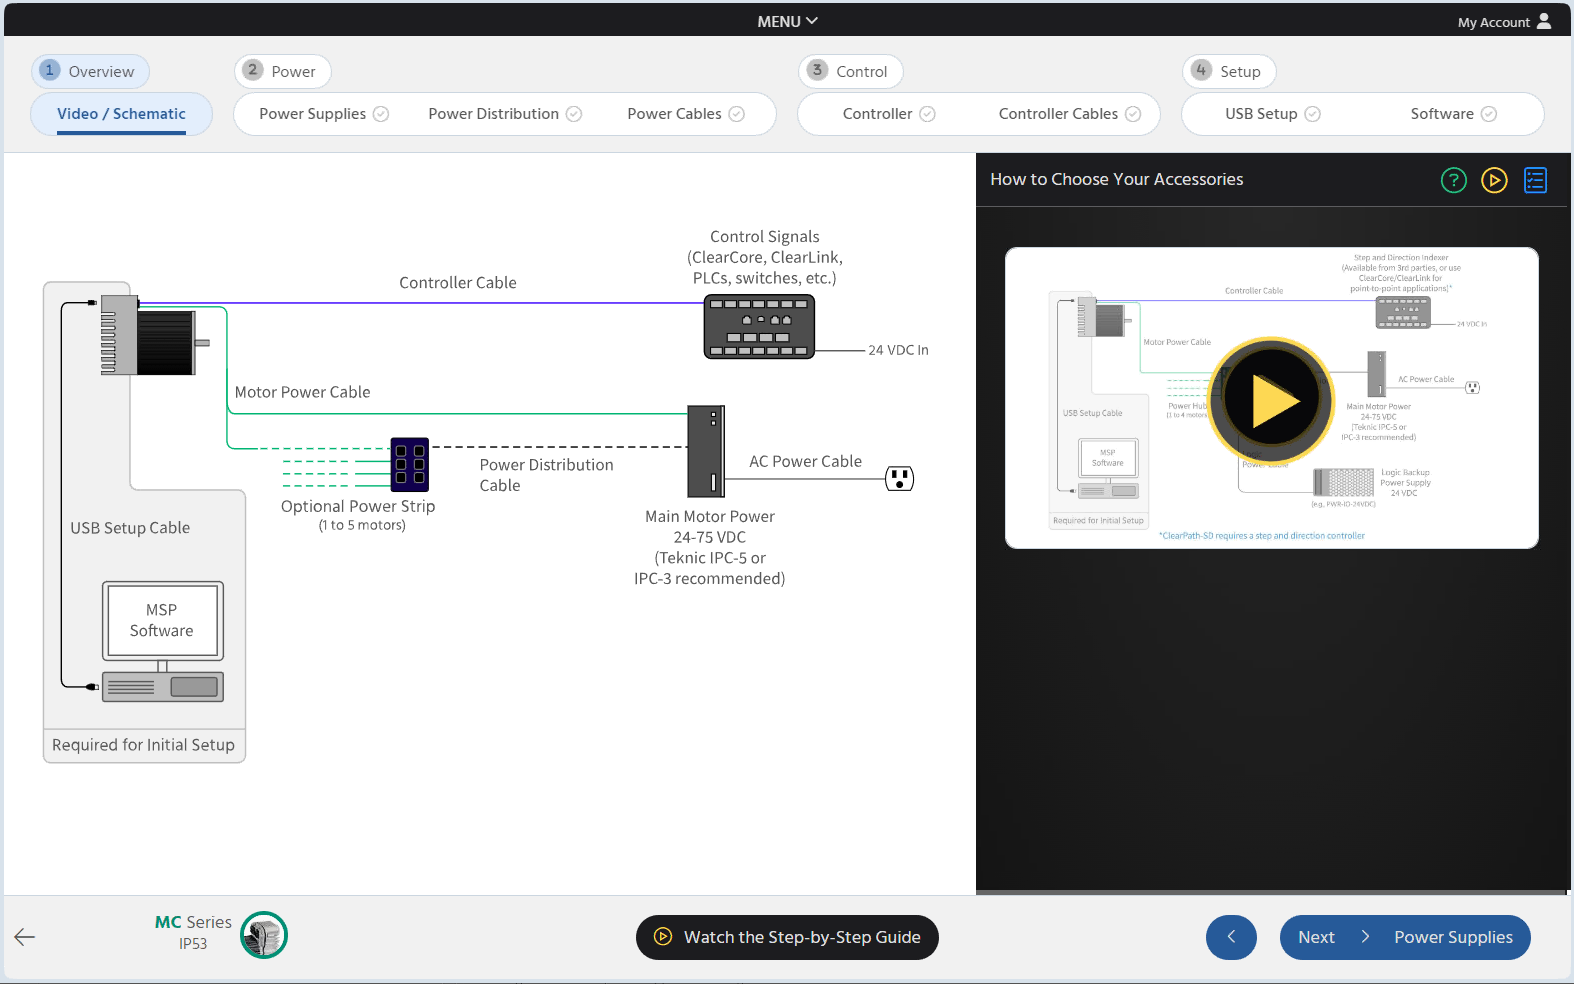 MENU
My Account
1 Overview
2 Power
3 Control
4 Setup
Video / Schematic
Power Supplies
Power Distribution
Power Cables
Controller
Controller Cables
USB Setup
Software
How to Choose Your Accessories
?
Control Signals
(ClearCore, ClearLink,
PLCs, switches, etc.)
Controller Cable
24 VDC In
Motor Power Cable
Power Distribution
Cable
AC Power Cable
Optional Power Strip
(1 to 5 motors)
Main Motor Power
24-75 VDC
(Teknic IPC-5 or
IPC-3 recommended)
USB Setup Cable
MSP
Software
Required for Initial Setup
Step and Direction Indexer
(Available from 3rd parties, or use
ClearCore/ClearLink for
point-to-point applications)*
Controller Cable
24 VDC In
Motor Power Cable
AC Power Cable
Power Hub
(1 to 4 motors
Main Motor Power
24-75 VDC
(Teknic IPC-5 or
IPC-3 recommended)
USB Setup Cable
MSP
Software
Logic Backup
Power Supply
24 VDC
(e.g., PWR-IO-24VDC)
Required for Initial Setup
*ClearPath-SD requires a step and direction controller
MC Series
IP53
Watch the Step-by-Step Guide
Next
Power Supplies